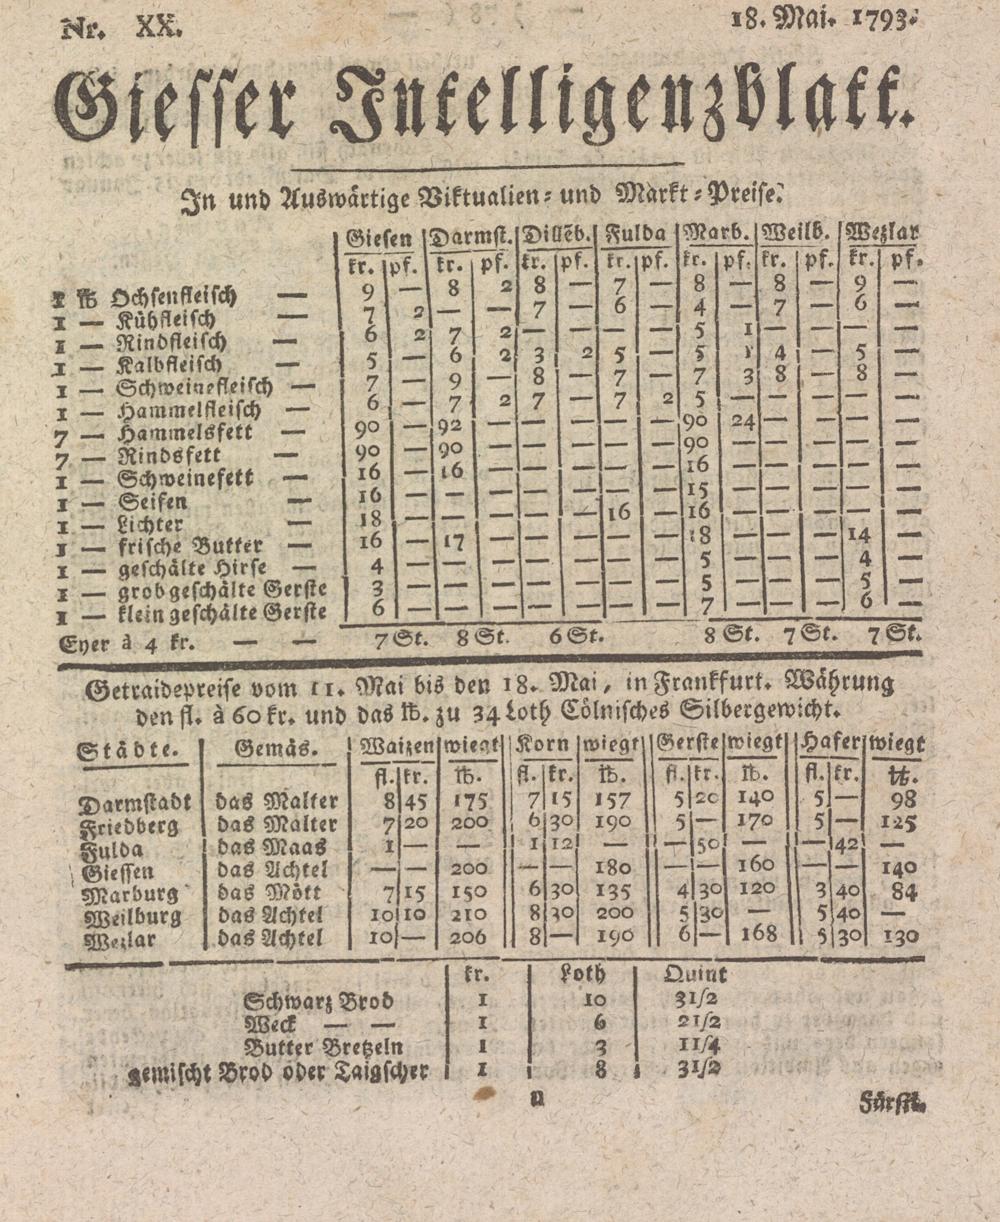 Nr. XX. 18. Mai. 1793.
Giesser Intelligenzblatt.
In und Auswärtige Viktualien- und Markt-Preise.
Giesen Darmst. Dilleb. Fulda Marb. Weilb. Wezlar
kr. pf. kr. pf. kr. pf. kr. pf. kr. pf. kr. pf. kr. pf.
1 ℔ Ochsenfleisch — 9 — 8 2 8 — 7 — 8 — 8 — 9 —
1 — Kühfleisch — 7 2 — — 7 — 6 — 4 — 7 — 6 —
1 — Rindfleisch 6 2 7 2 — — — — 5 1 — — — —
1 — Kalbfleisch — 5 — 6 2 3 2 5 — 5 1 4 — 5 —
1 — Schweinefleisch — 7 — 9 — 8 — 7 — 7 3 8 — 8 —
1 — Hammelfleisch — 6 — 7 2 7 — 7 2 5 — — — — —
7 — Hammelsfett — 90 — 92 — — — — — 90 24 — — — —
7 — Rindsfett — 90 — 90 — — — — — 90 — — — — —
1 — Schweinefett — 16 — 16 — — — — — 16 — — — — —
1 — Seifen — 16 — — — — — — — 15 — — — — —
1 — Lichter — 18 — — — — — 16 — 16 — — — — —
1 — frische Butter — 16 — 17 — — — — — 18 — — — 14 —
1 — geschälte Hirse — 4 — — — — — — — 5 — — — 4 —
1 — grob geschälte Gerste 3 — — — — — — — 5 — — — 5 —
1 — klein geschälte Gerste 6 — — — — — — — 7 — — — 6 —
Eyer à 4 kr. — — 7 St. 8 St. 6 St. 8 St. 7 St. 7 St.
Getraidepreise vom 11. Mai bis den 18. Mai, in Frankfurt. Währung
den fl. à 60 kr. und das ℔. zu 34 Loth Cölnisches Silbergewicht.
Städte. Gemäs. Waizen wiegt Korn wiegt Gerste wiegt Hafer wiegt
fl. kr. ℔. fl. kr. ℔. fl. kr. ℔. fl. kr. ℔.
Darmstadt das Malter 8 45 175 7 15 157 5 20 140 5 — 98
Friedberg das Malter 7 20 200 6 30 190 5 — 170 5 — 125
Fulda das Maas 1 — — 1 12 — — 50 — — 42 —
Giessen das Achtel — — 200 — — 180 — — 160 — — 140
Marburg das Mött 7 15 150 6 30 135 4 30 120 3 40 84
Weilburg das Achtel 10 10 210 8 30 200 5 30 — 5 40 —
Wezlar das Achtel 10 — 206 8 — 190 6 — 168 5 30 130
kr. Loth Quint
Schwarz Brod 1 10 3 1/2
Weck — — 1 6 2 1/2
Butter Bretzeln 1 3 1 1/4
gemischt Brod oder Taigscher 1 8 3 1/2
u Fürstl.